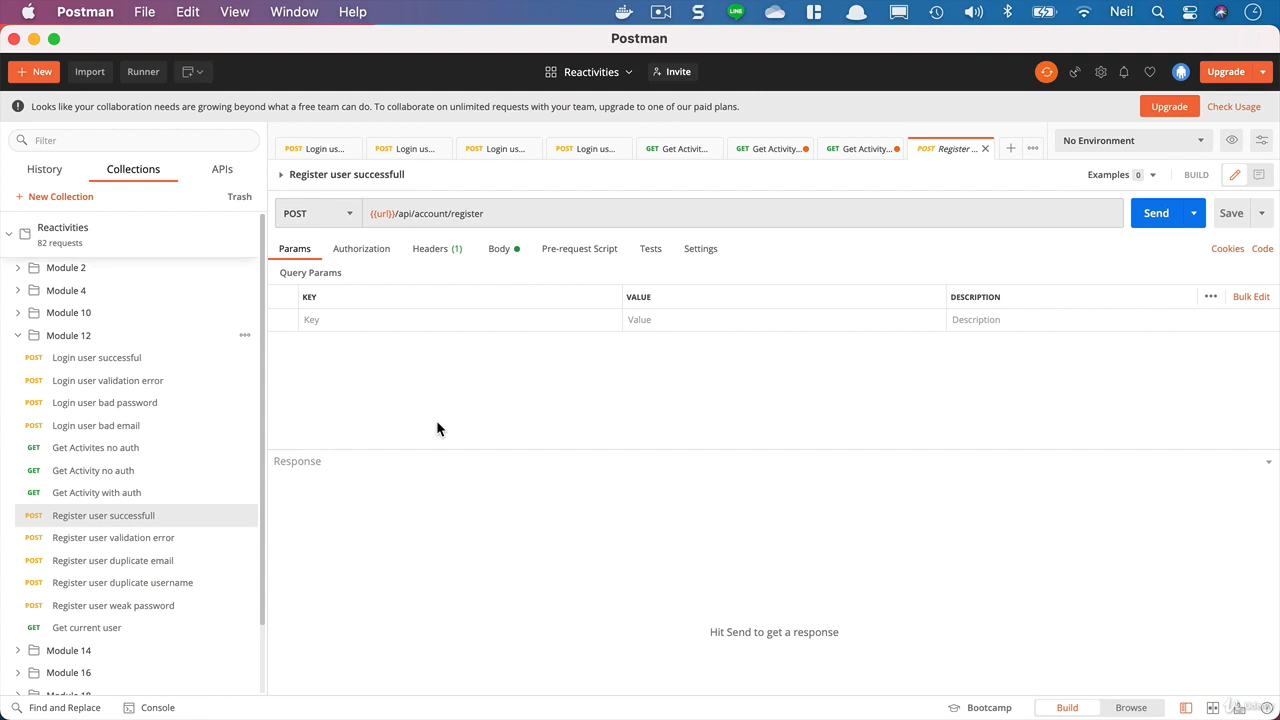 Postman File Edit View Window Help LINE Neil
Postman
New Import Runner Reactivities Invite Upgrade
Looks like your collaboration needs are growing beyond what a free team can do. To collaborate on unlimited requests with your team, upgrade to one of our paid plans. Upgrade Check Usage
Filter
POST Login us... POST Login us... POST Login us... POST Login us... GET Get Activit... GET Get Activity... GET Get Activity... POST Register ... No Environment
History Collections APIs
Register user successfull Examples 0 BUILD
+ New Collection Trash
POST {{url}}/api/account/register Send Save
Reactivities
82 requests
Params Authorization Headers (1) Body Pre-request Script Tests Settings Cookies Code
Module 2
Query Params
Module 4
KEY VALUE DESCRIPTION Bulk Edit
Module 10
Key Value Description
Module 12
POST Login user successful
POST Login user validation error
POST Login user bad password
POST Login user bad email
GET Get Activites no auth
Response
GET Get Activity no auth
GET Get Activity with auth
POST Register user successfull
POST Register user validation error
POST Register user duplicate email
POST Register user duplicate username
POST Register user weak password
GET Get current user
Hit Send to get a response
Module 14
Module 16
Module 18
Find and Replace Console Bootcamp Build Browse